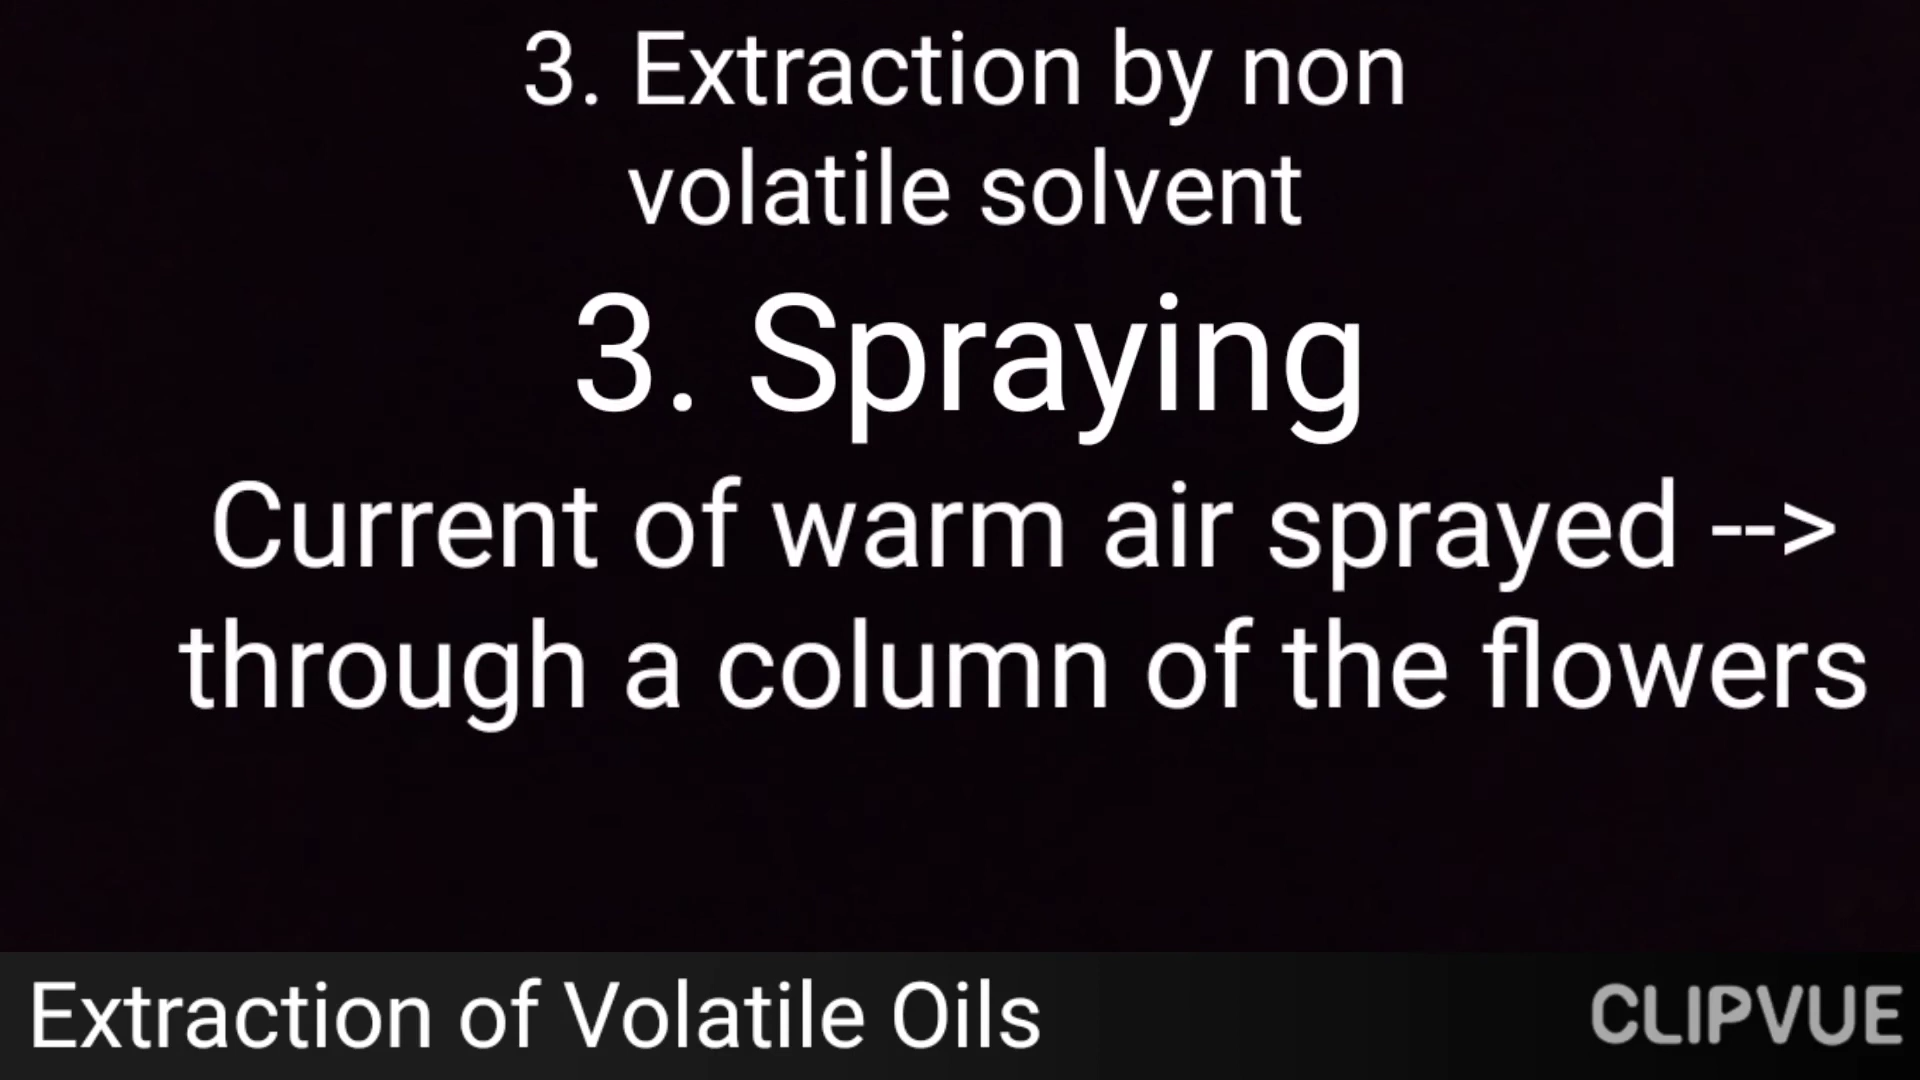 3. Extraction by non
volatile solvent
3. Spraying
Current of warm air sprayed -->
through a column of the flowers
Extraction of Volatile Oils
CLIPVUE